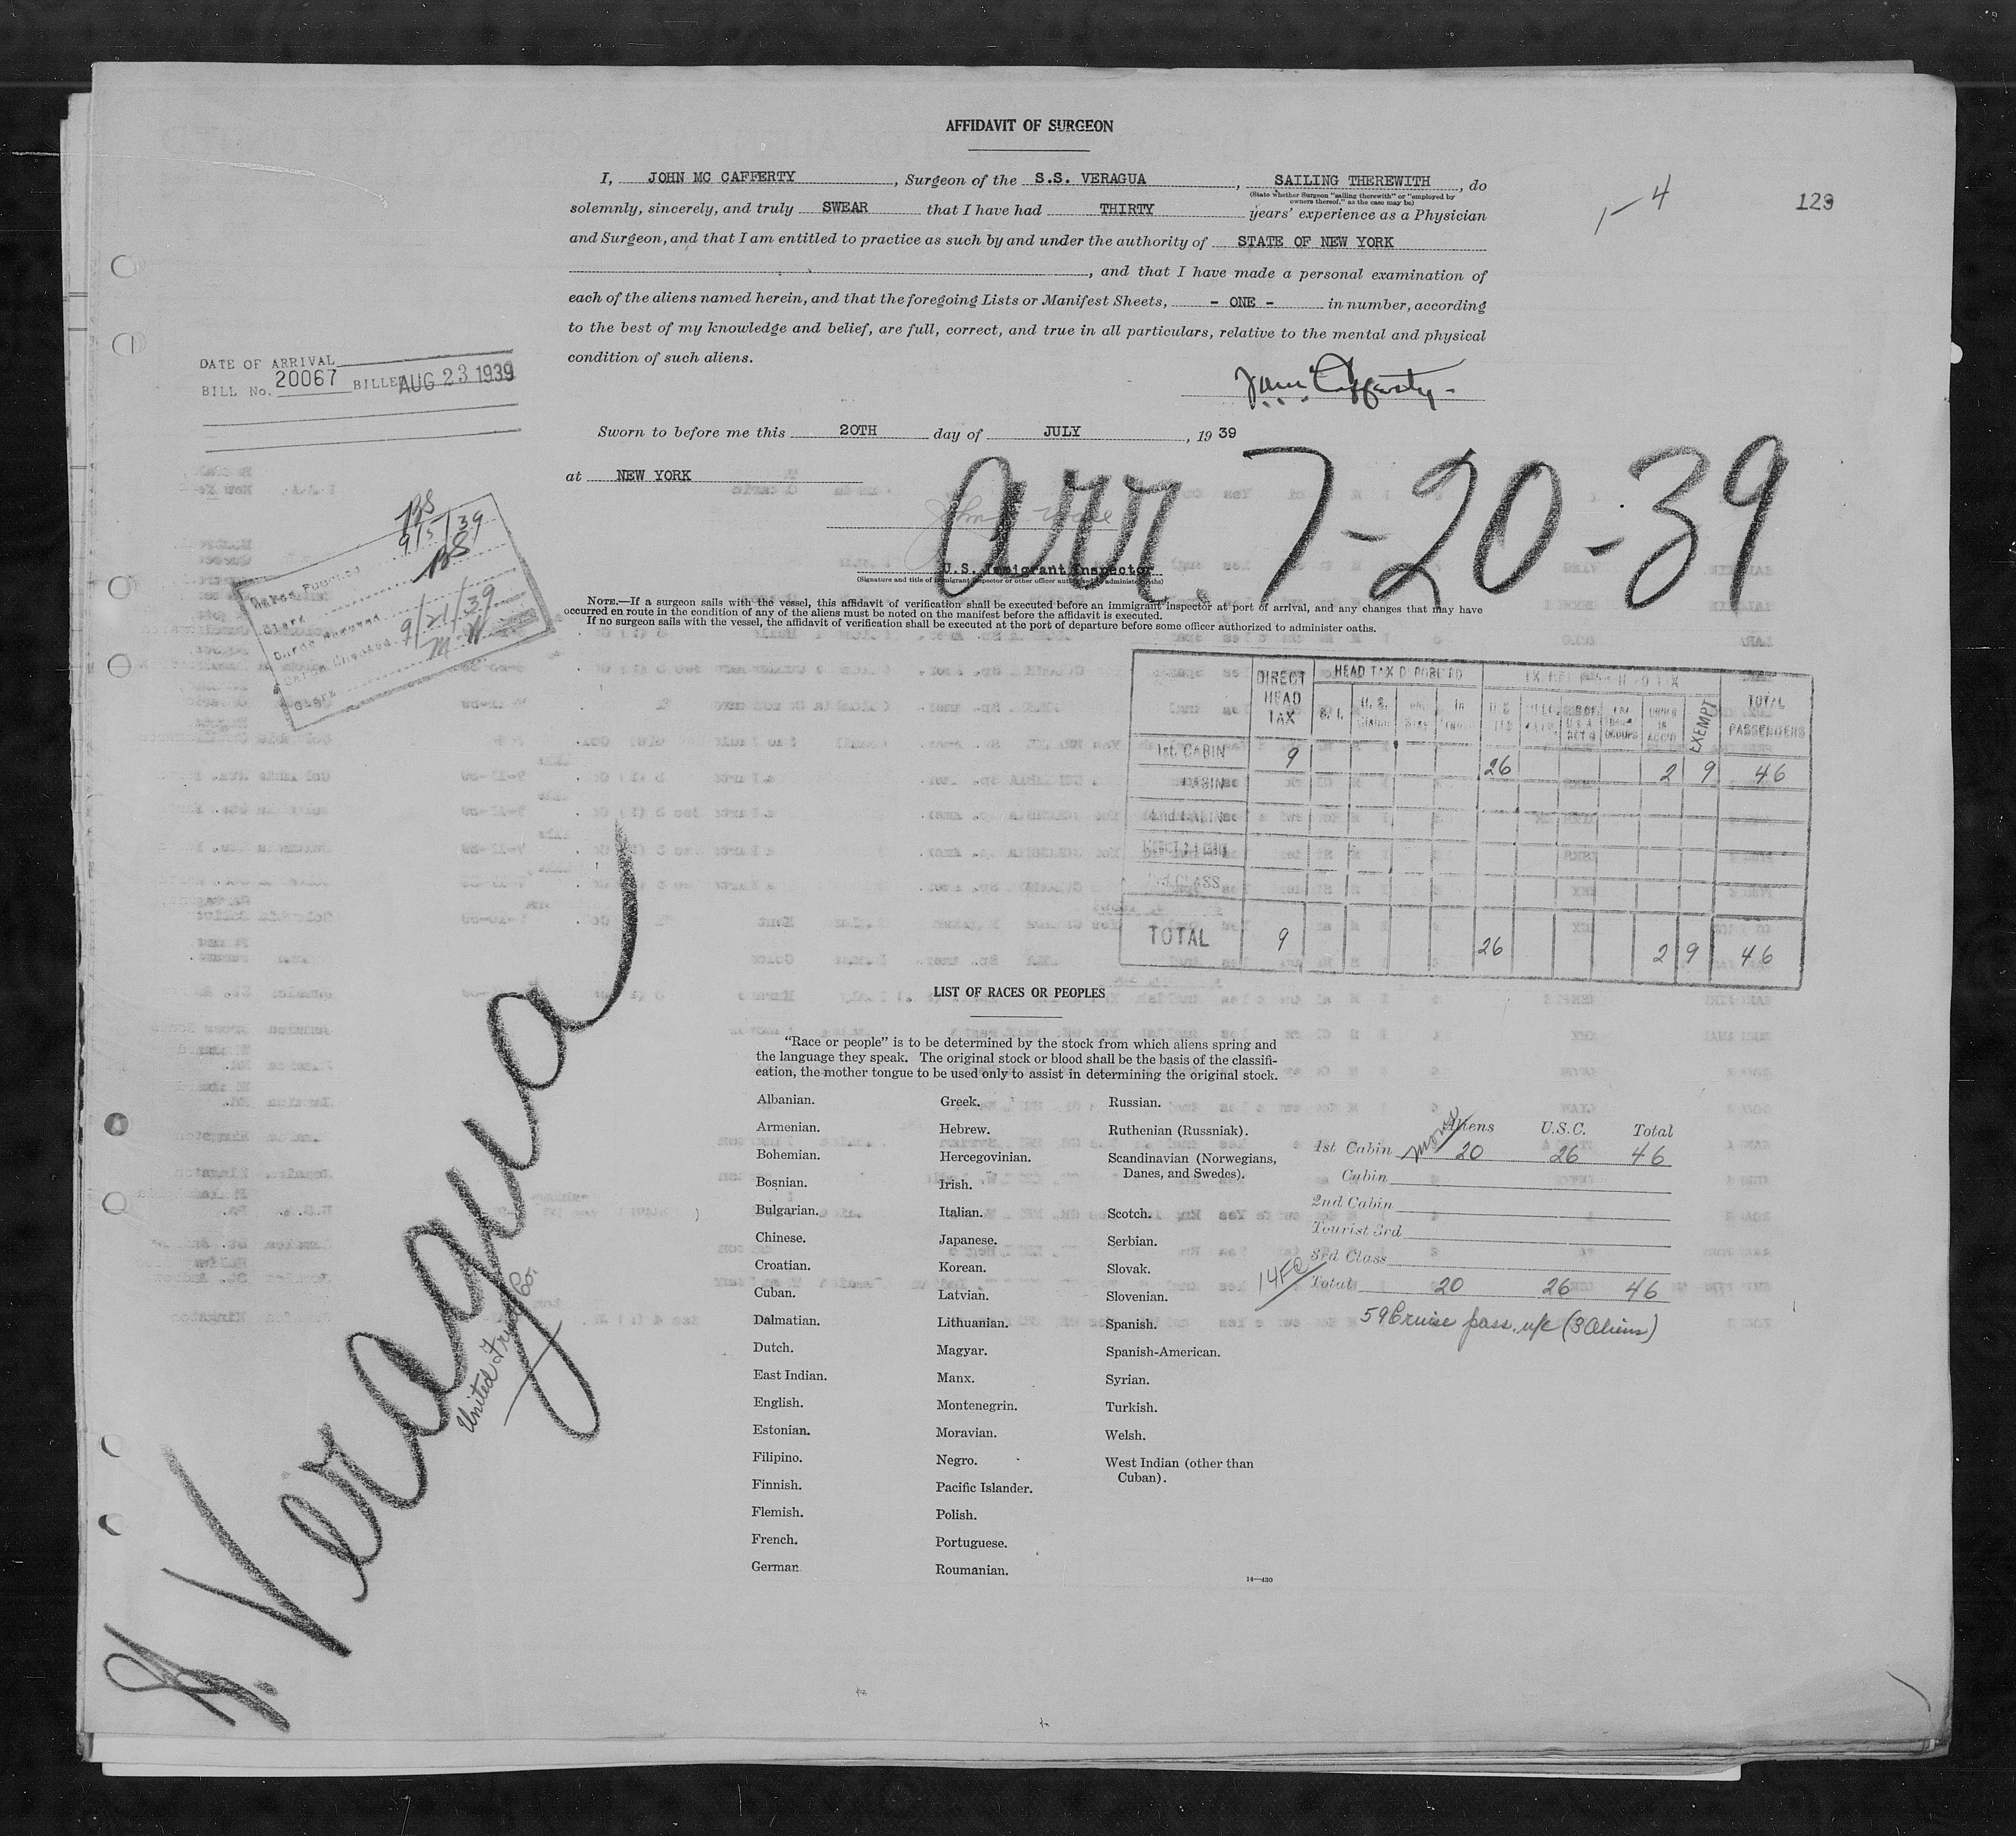 AFFIDAVIT OF SURGEON
I, JOHN MC CAFFERTY, Surgeon of the S.S. VERAGUA, SAILING THEREWITH, do
(State whether Surgeon "sailing therewith" or "employed by
owners thereof," as the case may be)
1-4
129
solemnly, sincerely, and truly SWEAR that I have had THIRTY years' experience as a Physician
and Surgeon, and that I am entitled to practice as such by and under the authority of STATE OF NEW YORK
, and that I have made a personal examination of
each of the aliens named herein, and that the foregoing Lists or Manifest Sheets, - ONE - in number, according
to the best of my knowledge and belief, are full, correct, and true in all particulars, relative to the mental and physical
condition of such aliens.
DATE OF ARRIVAL
BILL No. 20067 BILLED AUG 23 1939
Sworn to before me this 20TH day of JULY, 19 39
at NEW YORK
arr. 7-20-39
U.S. Immigrant Inspector
(Signature and title of immigrant inspector or other officer authorized to administer oaths)
NOTE.—If a surgeon sails with the vessel, this affidavit of verification shall be executed before an immigrant inspector at port of arrival, and any changes that may have
occurred en route in the condition of any of the aliens must be noted on the manifest before the affidavit is executed.
If no surgeon sails with the vessel, the affidavit of verification shall be executed at the port of departure before some officer authorized to administer oaths.
Cards Punched 9/5/39
Clerk BS
Cards Checked 9/21/39
Clerk M W
DIRECT HEAD TAX
EXEMPT
TOTAL PASSENGERS
1st. CABIN 9 26 2 9 46
CABIN
TOTAL 9 26 2 9 46
LIST OF RACES OR PEOPLES
"Race or people" is to be determined by the stock from which aliens spring and
the language they speak. The original stock or blood shall be the basis of the classifi-
cation, the mother tongue to be used only to assist in determining the original stock.
Albanian.
Armenian.
Bohemian.
Bosnian.
Bulgarian.
Chinese.
Croatian.
Cuban.
Dalmatian.
Dutch.
East Indian.
English.
Estonian.
Filipino.
Finnish.
Flemish.
French.
German
Greek.
Hebrew.
Hercegovinian.
Irish.
Italian.
Japanese.
Korean.
Latvian.
Lithuanian.
Magyar.
Manx.
Montenegrin.
Moravian.
Negro.
Pacific Islander.
Polish.
Portuguese.
Roumanian.
Russian.
Ruthenian (Russniak).
Scandinavian (Norwegians,
Danes, and Swedes).
Scotch.
Serbian.
Slovak.
Slovenian.
Spanish.
Spanish-American.
Syrian.
Turkish.
Welsh.
West Indian (other than
Cuban).
14—430
Aliens U.S.C. Total
1st Cabin 20 26 46
Cabin
2nd Cabin
Tourist 3rd
3rd Class
Total 20 26 46
59 Cruise pass. (3 Aliens)
Veragua
United Fruit Co.